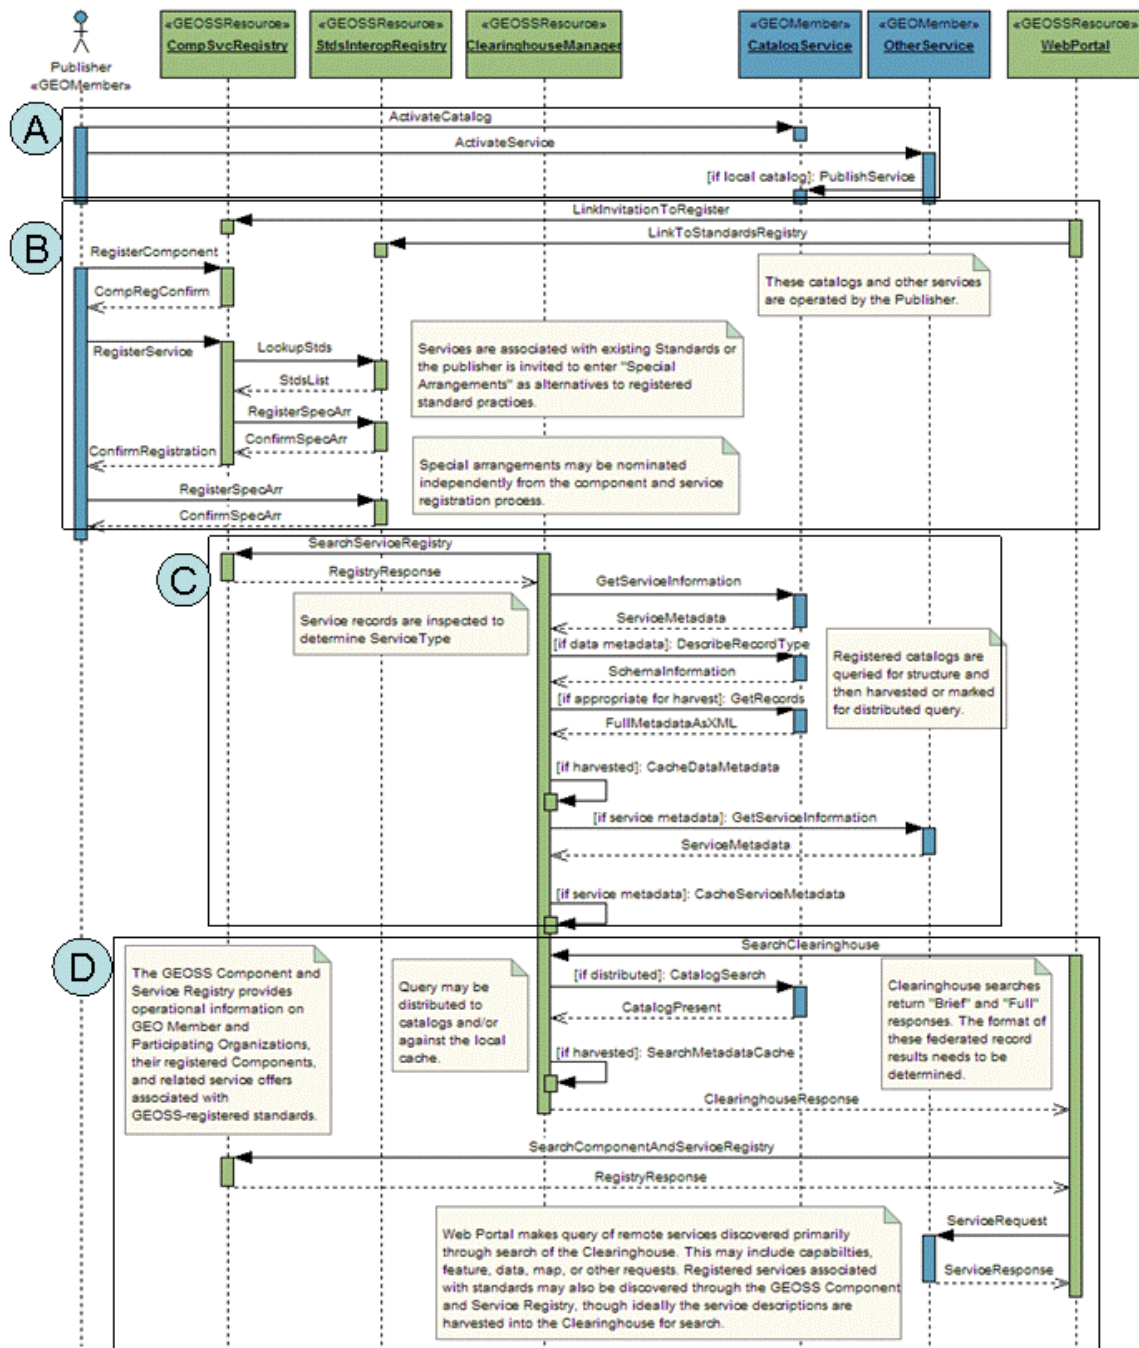 «GEOSSResource»
CompSvcRegistry
«GEOSSResource»
StdsInteropRegistry
«GEOSSResource»
ClearinghouseManager
«GEOMember»
CatalogService
«GEOMember»
OtherService
«GEOSSResource»
WebPortal
Publisher
«GEOMember»
A
ActivateCatalog
ActivateService
[if local catalog]: PublishService
B
LinkInvitationToRegister
LinkToStandardsRegistry
RegisterComponent
CompRegConfirm
These catalogs and other services
are operated by the Publisher.
RegisterService
LookupStds
StdsList
RegisterSpecArr
ConfirmSpecArr
ConfirmRegistration
Services are associated with existing Standards or
the publisher is invited to enter "Special
Arrangements" as alternatives to registered
standard practices.
Special arrangements may be nominated
independently from the component and service
registration process.
RegisterSpecArr
ConfirmSpecArr
C
SearchServiceRegistry
RegistryResponse
Service records are inspected to
determine ServiceType
GetServiceInformation
ServiceMetadata
[if data metadata]: DescribeRecordType
SchemaInformation
[if appropriate for harvest]: GetRecords
FullMetadataAsXML
Registered catalogs are
queried for structure and
then harvested or marked
for distributed query.
[if harvested]: CacheDataMetadata
[if service metadata]: GetServiceInformation
ServiceMetadata
[if service metadata]: CacheServiceMetadata
D
SearchClearinghouse
The GEOSS Component and
Service Registry provides
operational information on
GEO Member and
Participating Organizations,
their registered Components,
and related service offers
associated with
GEOSS-registered standards.
Query may be
distributed to
catalogs and/or
against the local
cache.
[if distributed]: CatalogSearch
CatalogPresent
[if harvested]: SearchMetadataCache
Clearinghouse searches
return "Brief" and "Full"
responses. The format of
these federated record
results needs to be
determined.
ClearinghouseResponse
SearchComponentAndServiceRegistry
RegistryResponse
Web Portal makes query of remote services discovered primarily
through search of the Clearinghouse. This may include capabilties,
feature, data, map, or other requests. Registered services associated
with standards may also be discovered through the GEOSS Component
and Service Registry, though ideally the service descriptions are
harvested into the Clearinghouse for search.
ServiceRequest
ServiceResponse